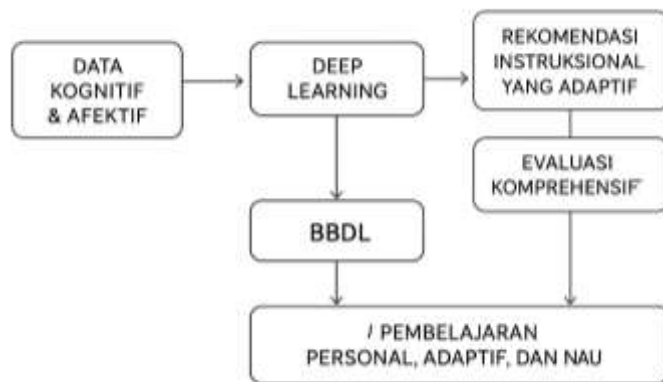 DATA
KOGNITIF
& AFEKTIF
DEEP
LEARNING
REKOMENDASI
INSTRUKSIONAL
YANG ADAPTIF
EVALUASI
KOMPREHENSIF
BBDL
/ PEMBELAJARAN
PERSONAL, ADAPTIF, DAN NAU